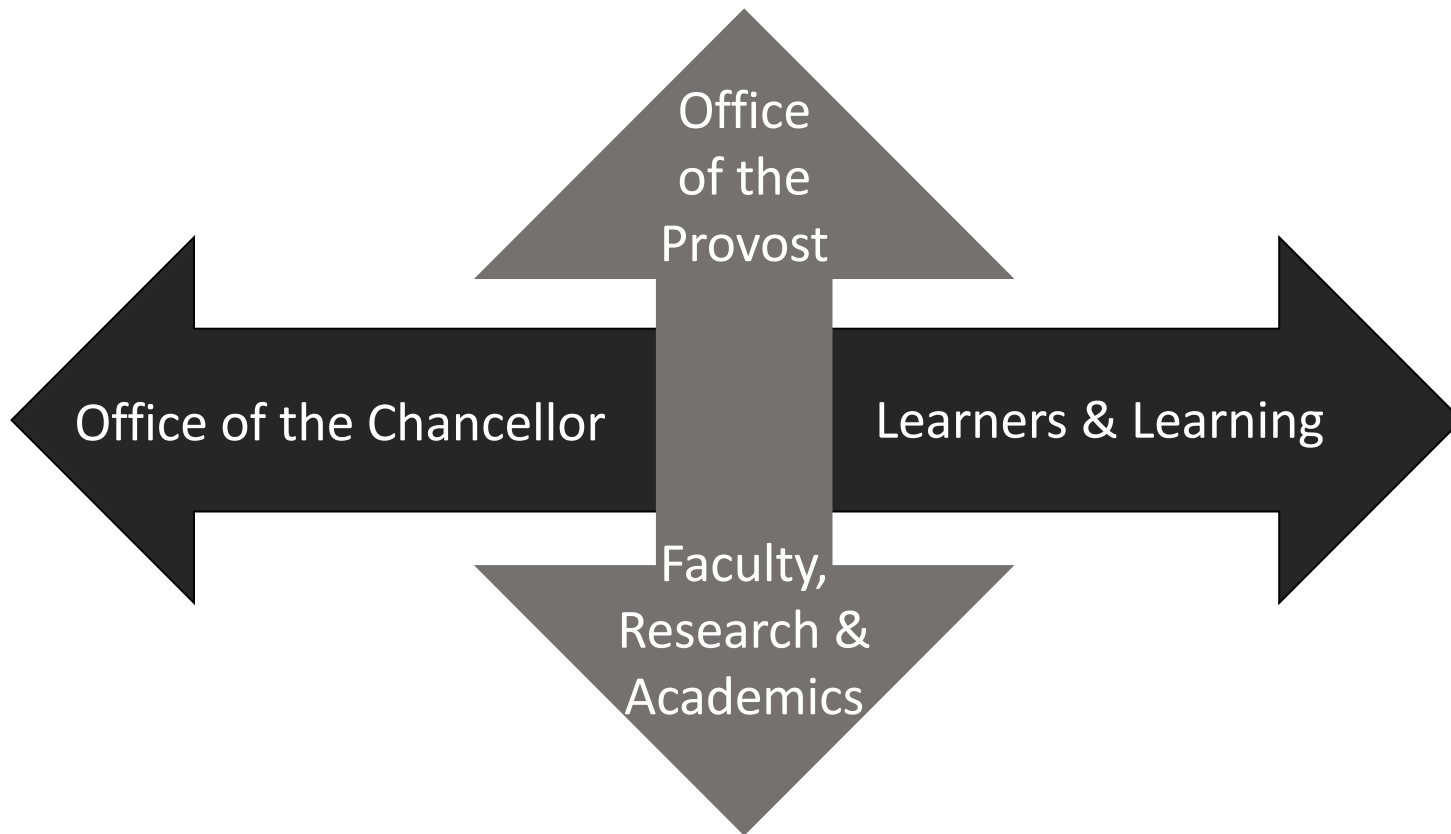 Office
of the
Provost
Office of the Chancellor
Learners & Learning
Faculty,
Research &
Academics